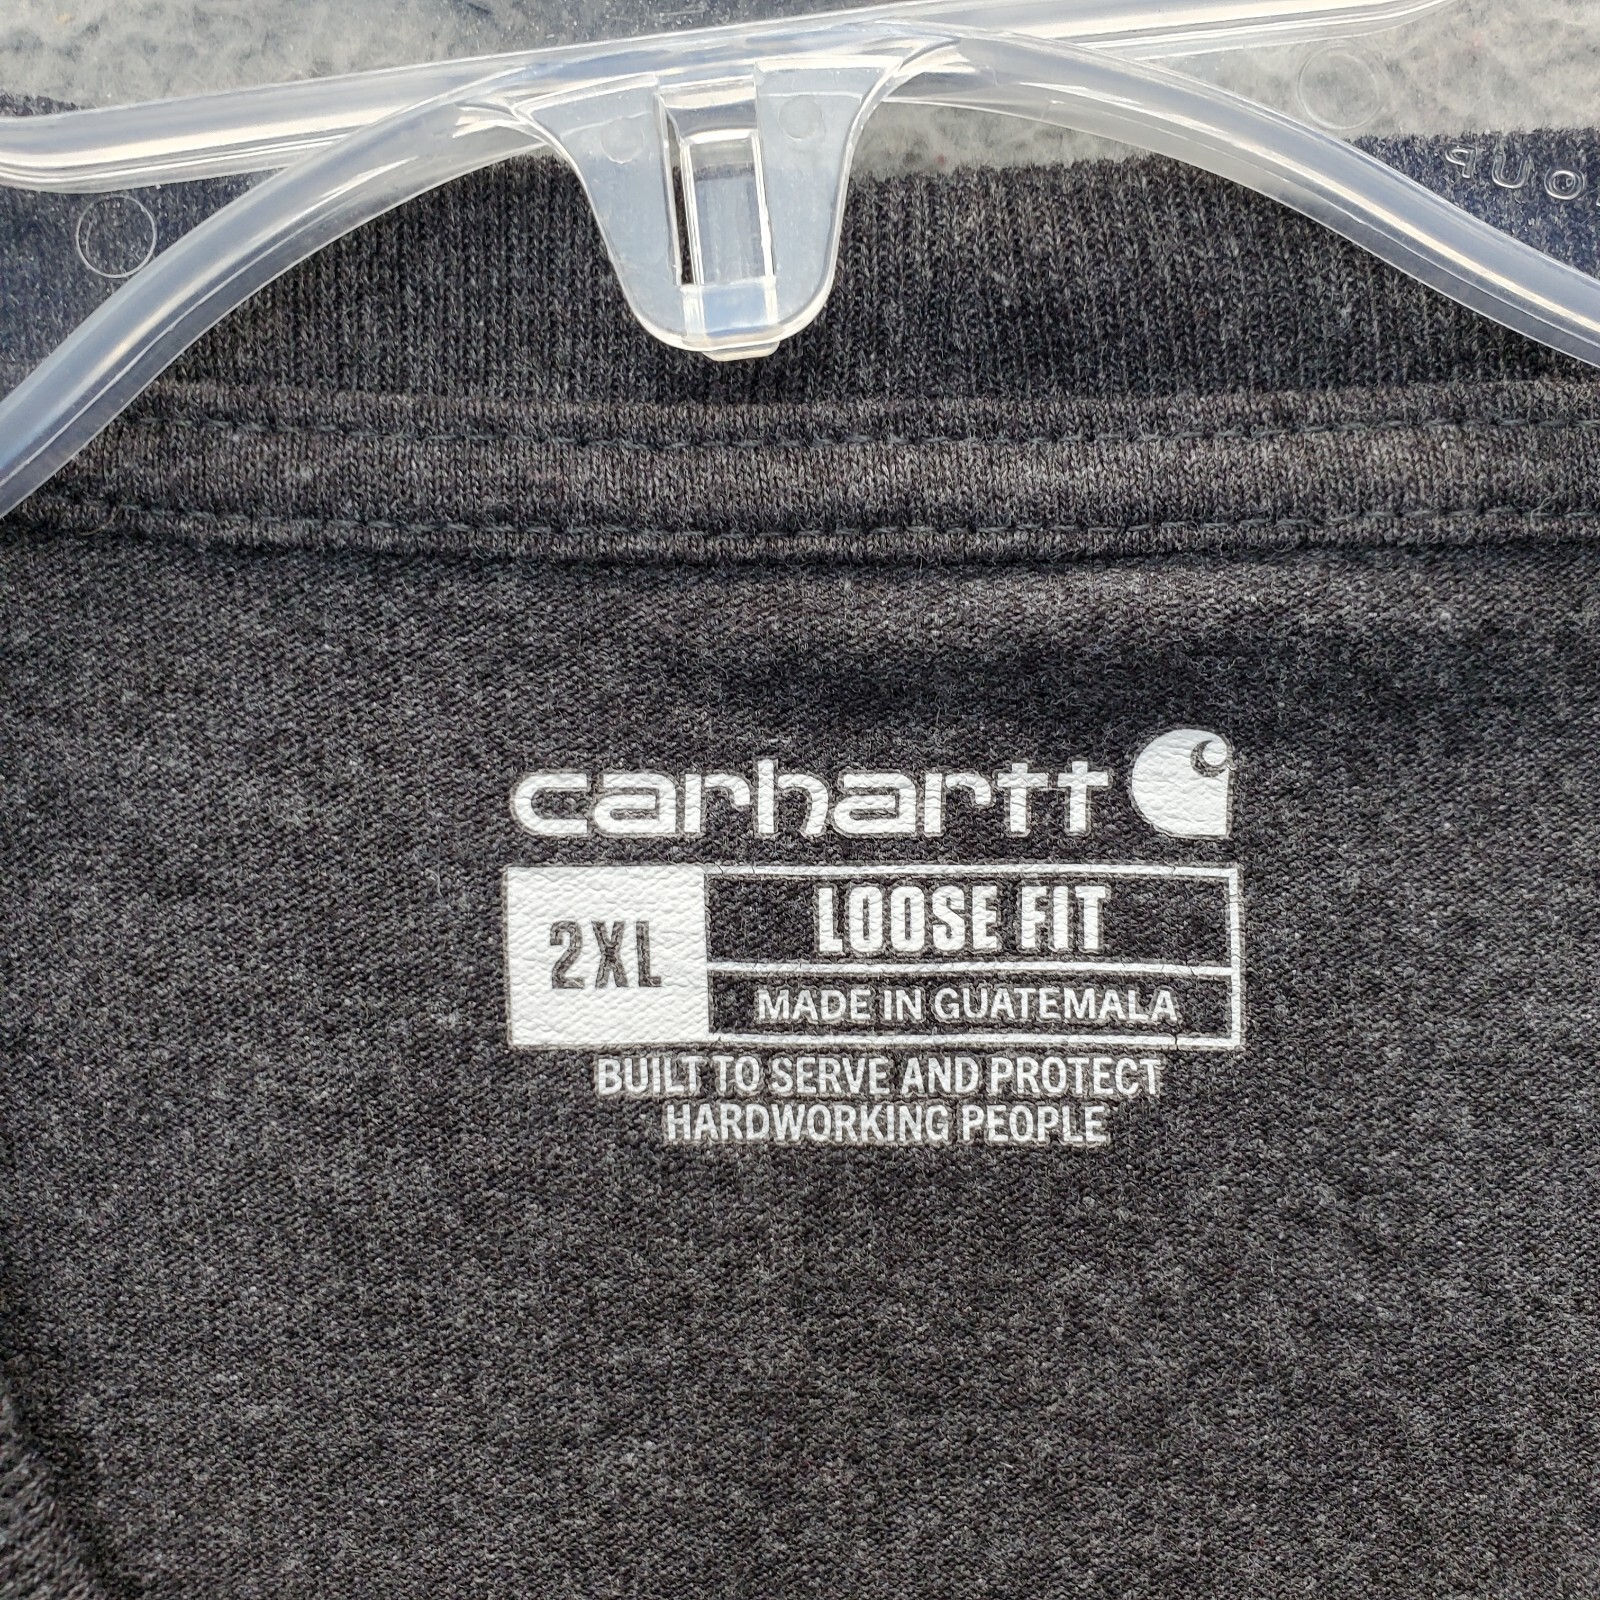 carhartt
2XL
LOOSE FIT
MADE IN GUATEMALA
BUILT TO SERVE AND PROTECT
HARDWORKING PEOPLE